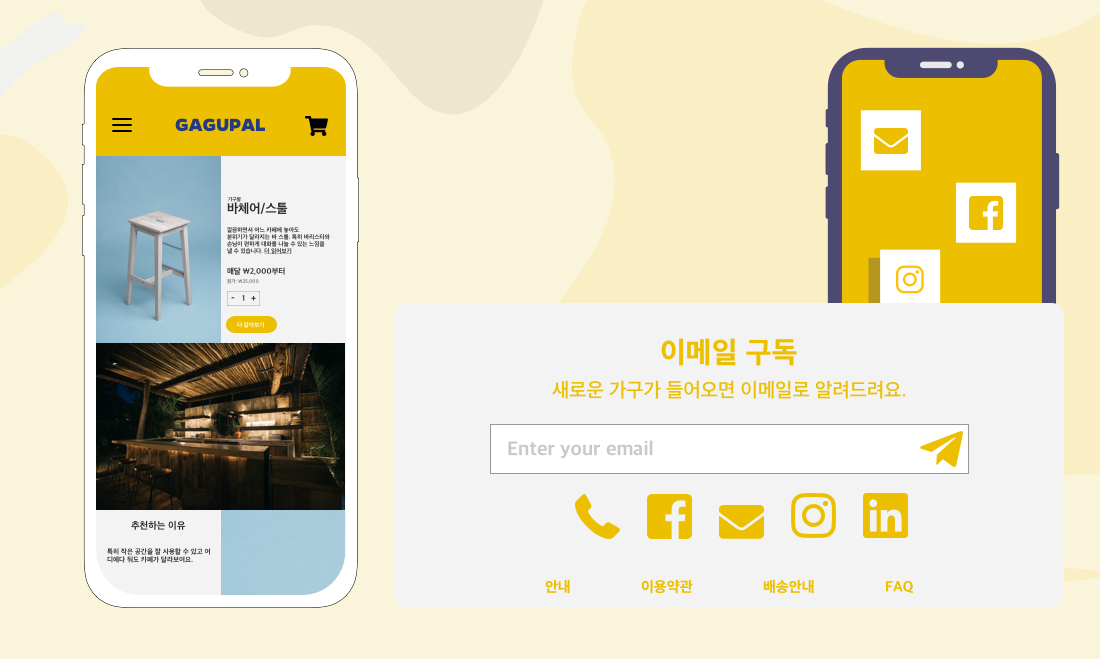 GAGUPAL
가구팔
바체어/스툴
깔끔하면서 어느 카페에 놓아도
분위기가 달라지는 바 스툴. 특히 바리스타와
손님이 편하게 대화를 나눌 수 있는 느낌을
낼 수 있습니다. 더 읽어보기
매달 ₩2,000부터
원가: ₩25,000
- 1 +
더 알아보기
추천하는 이유
특히 작은 공간을 잘 사용할 수 있고 어
디에다 둬도 카페가 달라보여요.
이메일 구독
새로운 가구가 들어오면 이메일로 알려드려요.
Enter your email
안내 이용약관 배송안내 FAQ